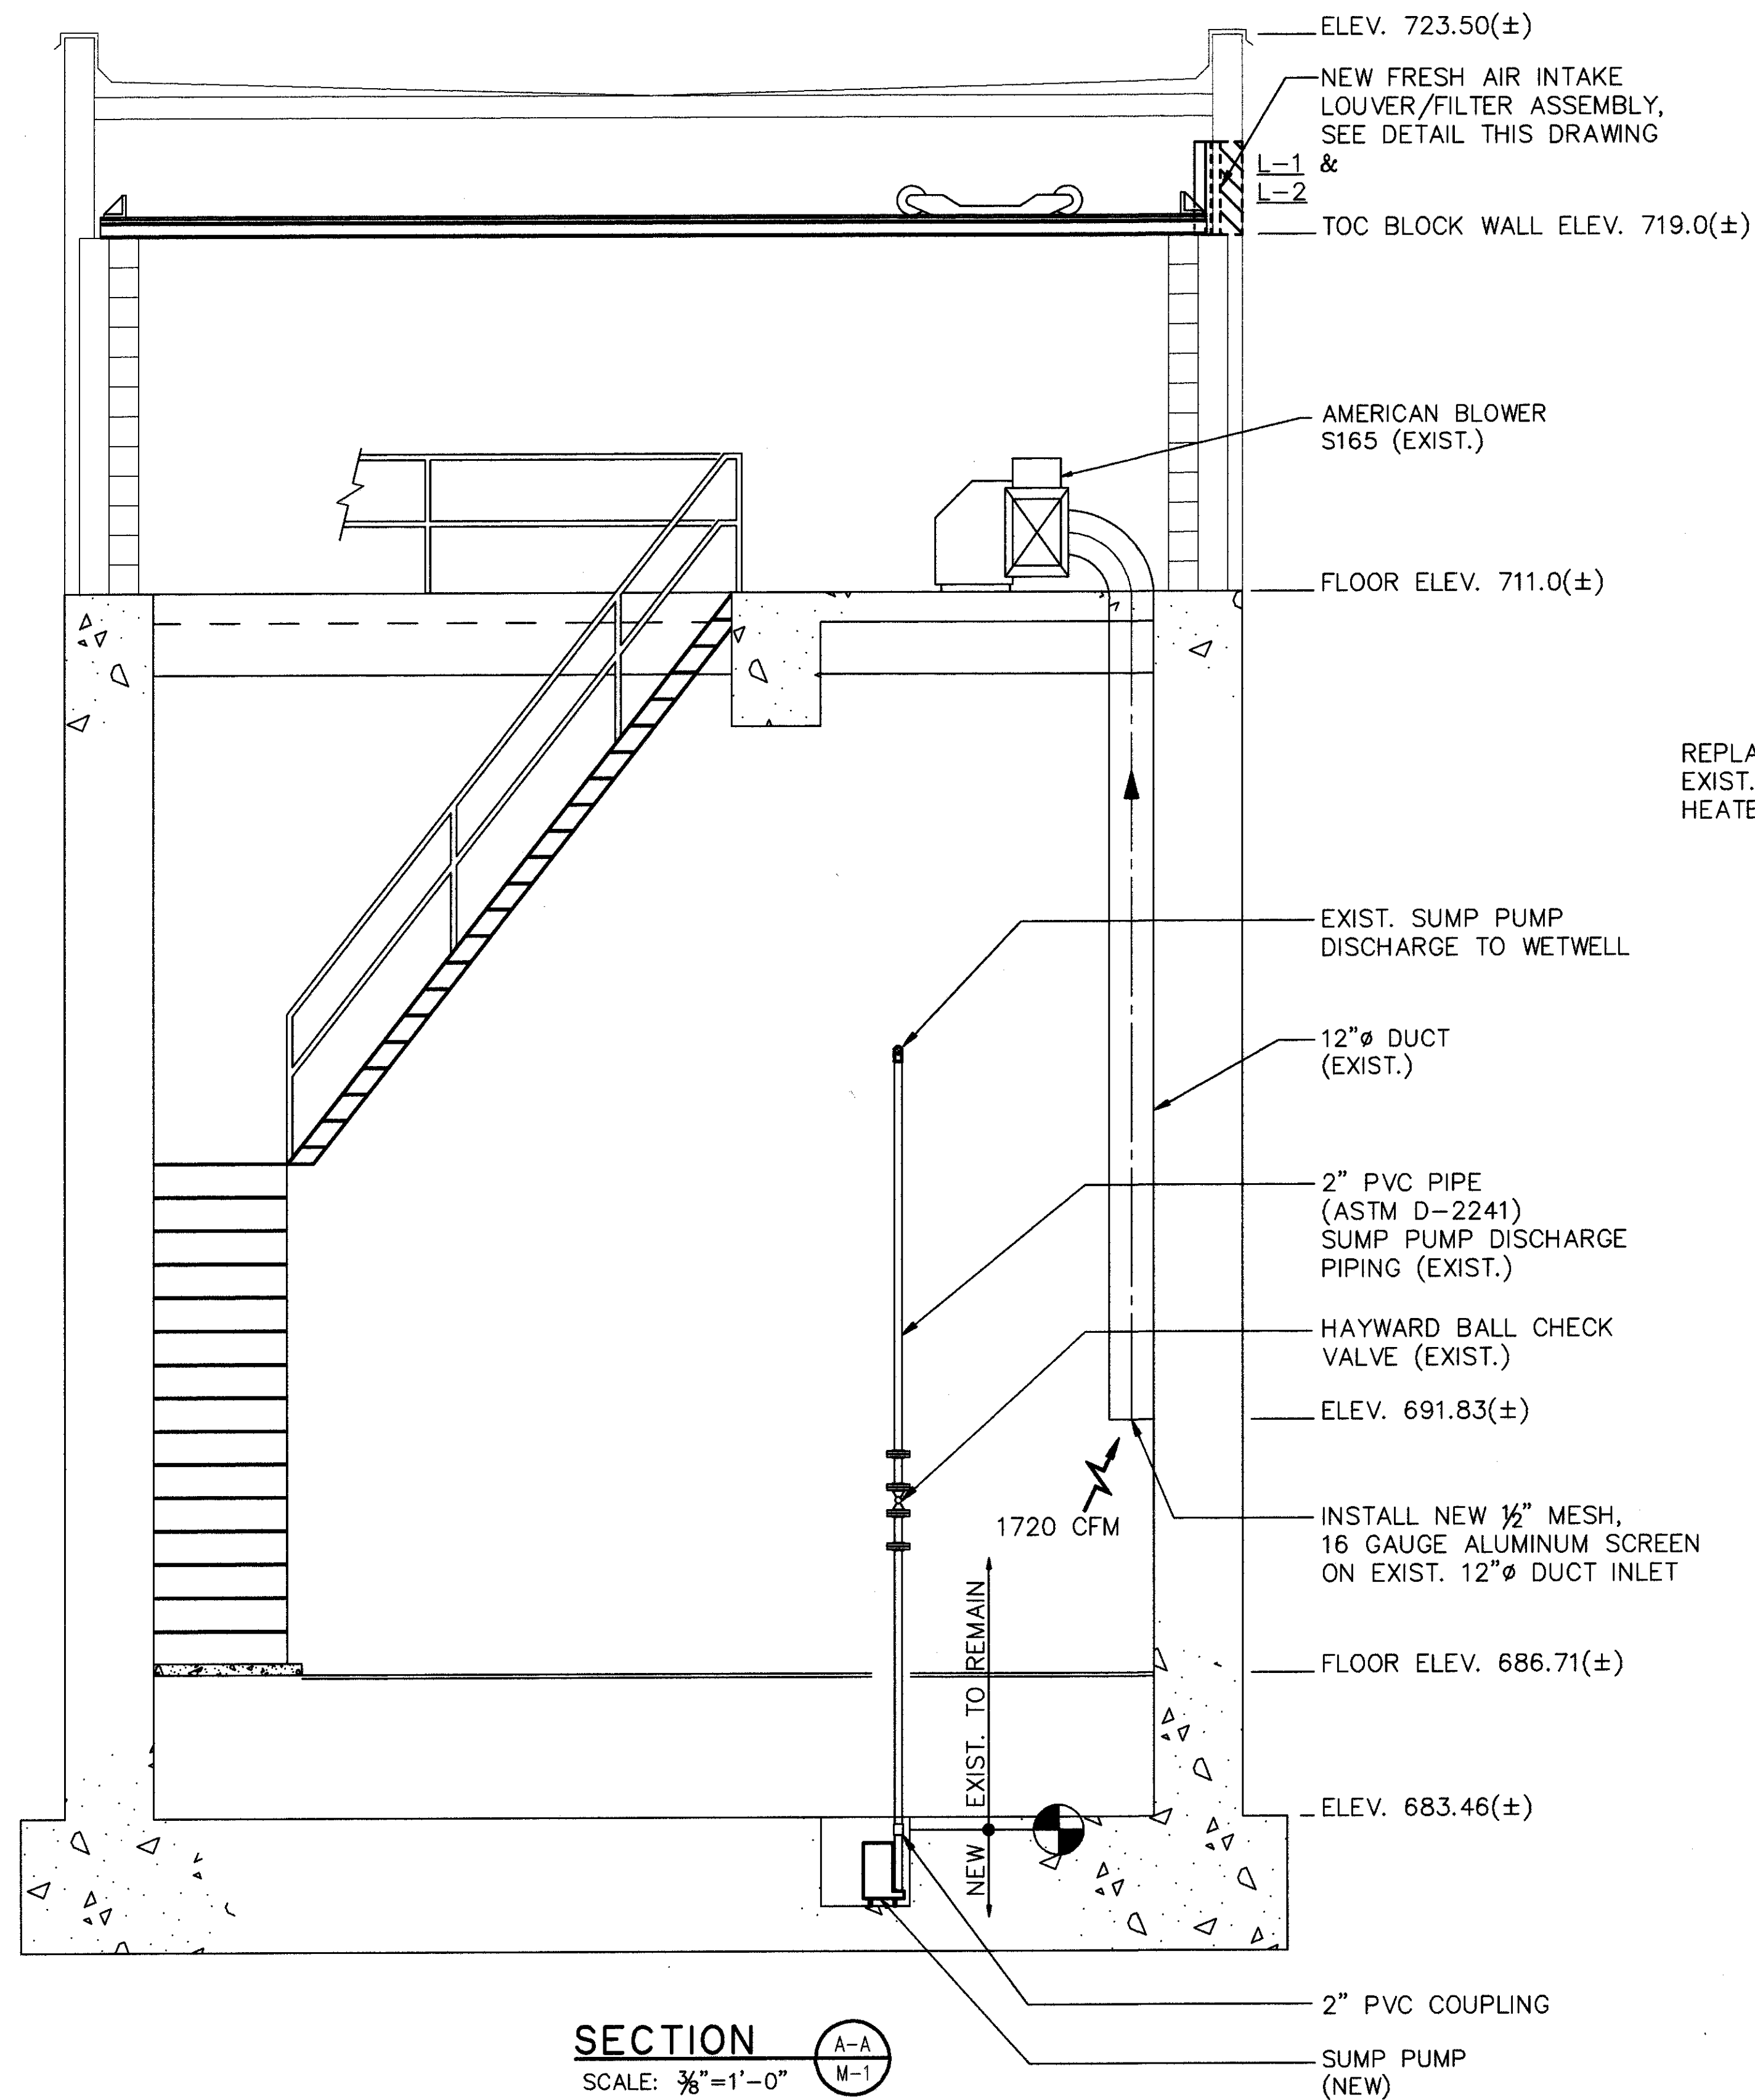 ELEV. 723.50(±)
NEW FRESH AIR INTAKE
LOUVER/FILTER ASSEMBLY,
SEE DETAIL THIS DRAWING
L-1 &
L-2
TOC BLOCK WALL ELEV. 719.0(±)
AMERICAN BLOWER
S165 (EXIST.)
FLOOR ELEV. 711.0(±)
REPLA
EXIST.
HEATE
EXIST. SUMP PUMP
DISCHARGE TO WETWELL
12"ø DUCT
(EXIST.)
2" PVC PIPE
(ASTM D-2241)
SUMP PUMP DISCHARGE
PIPING (EXIST.)
HAYWARD BALL CHECK
VALVE (EXIST.)
ELEV. 691.83(±)
1720 CFM
INSTALL NEW ½" MESH,
16 GAUGE ALUMINUM SCREEN
ON EXIST. 12"ø DUCT INLET
EXIST. TO REMAIN
NEW
FLOOR ELEV. 686.71(±)
ELEV. 683.46(±)
2" PVC COUPLING
SUMP PUMP
(NEW)
SECTION
A-A
M-1
SCALE: ⅜"=1'-0"